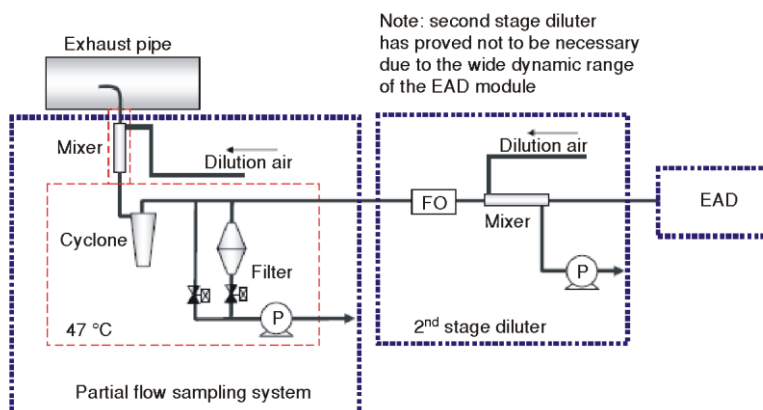 Note: second stage diluter
has proved not to be necessary
due to the wide dynamic range
of the EAD module
Exhaust pipe
Mixer
Dilution air
Dilution air
FO
Mixer
EAD
Cyclone
Filter
P
P
47 °C
2nd stage diluter
Partial flow sampling system